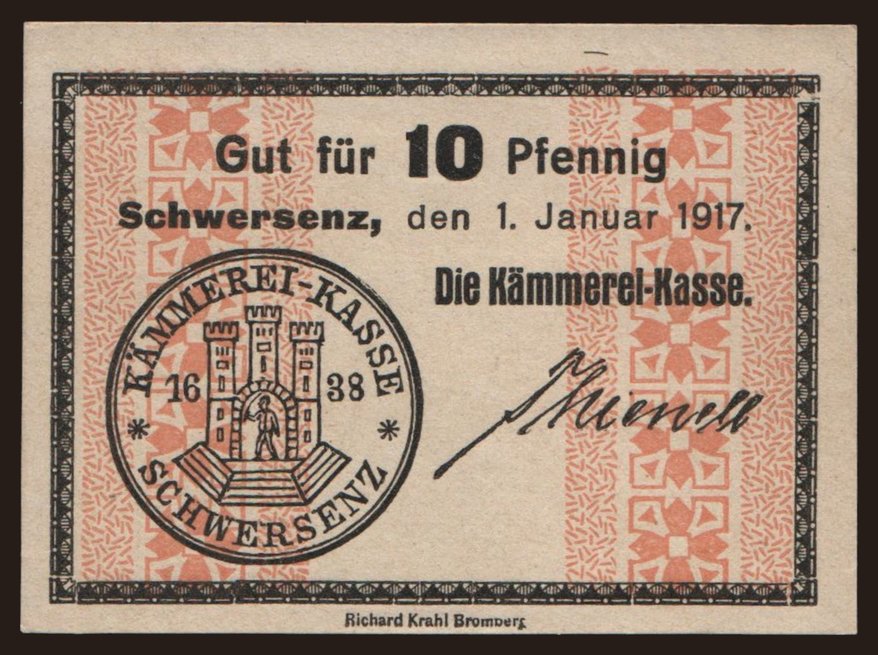 Gut für 10 Pfennig
Schwersenz, den 1. Januar 1917.
Die Kämmerei-Kasse.
KÄMMEREI-KASSE
16 38
* SCHWERSENZ *
Richard Krahl Bromberg